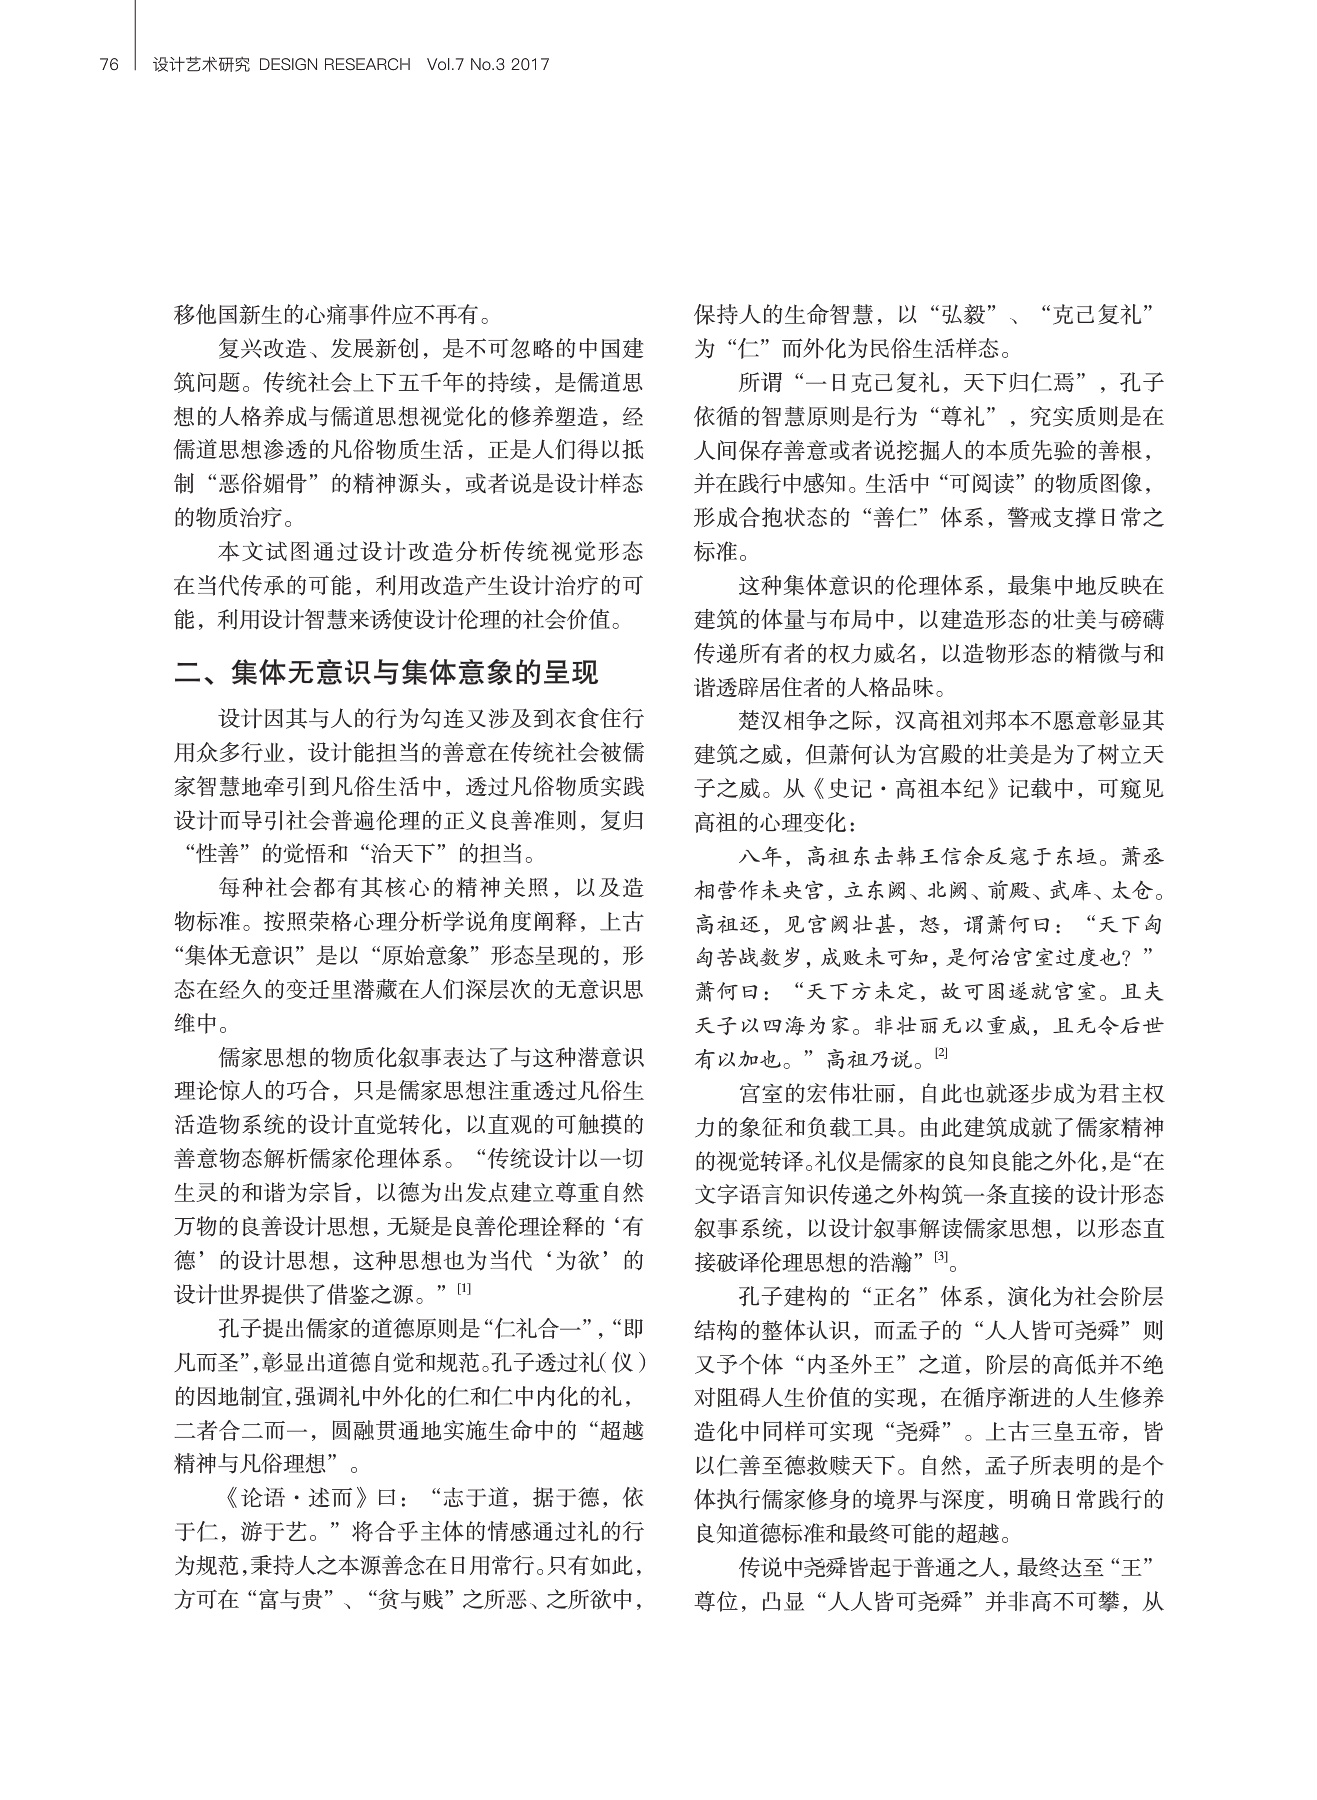 76
设计艺术研究 DESIGN RESEARCH Vol.7 No.3 2017
移他国新生的心痛事件应不再有。
复兴改造、发展新创，是不可忽略的中国建
筑问题。传统社会上下五千年的持续，是儒道思
想的人格养成与儒道思想视觉化的修养塑造，经
儒道思想渗透的凡俗物质生活，正是人们得以抵
制“恶俗媚骨”的精神源头，或者说是设计样态
的物质治疗。
本文试图通过设计改造分析传统视觉形态
在当代传承的可能，利用改造产生设计治疗的可
能，利用设计智慧来诱使设计伦理的社会价值。
二、集体无意识与集体意象的呈现
设计因其与人的行为勾连又涉及到衣食住行
用众多行业，设计能担当的善意在传统社会被儒
家智慧地牵引到凡俗生活中，透过凡俗物质实践
设计而导引社会普遍伦理的正义良善准则，复归
“性善”的觉悟和“治天下”的担当。
每种社会都有其核心的精神关照，以及造
物标准。按照荣格心理分析学说角度阐释，上古
“集体无意识”是以“原始意象”形态呈现的，形
态在经久的变迁里潜藏在人们深层次的无意识思
维中。
儒家思想的物质化叙事表达了与这种潜意识
理论惊人的巧合，只是儒家思想注重透过凡俗生
活造物系统的设计直觉转化，以直观的可触摸的
善意物态解析儒家伦理体系。“传统设计以一切
生灵的和谐为宗旨，以德为出发点建立尊重自然
万物的良善设计思想，无疑是良善伦理诠释的‘有
德’的设计思想，这种思想也为当代‘为欲’的
设计世界提供了借鉴之源。”[1]
孔子提出儒家的道德原则是“仁礼合一”，“即
凡而圣”，彰显出道德自觉和规范。孔子透过礼（仪）
的因地制宜，强调礼中外化的仁和仁中内化的礼，
二者合二而一，圆融贯通地实施生命中的“超越
精神与凡俗理想”。
《论语·述而》曰：“志于道，据于德，依
于仁，游于艺。”将合乎主体的情感通过礼的行
为规范，秉持人之本源善念在日用常行。只有如此，
方可在“富与贵”、“贫与贱”之所恶、之所欲中，
保持人的生命智慧，以“弘毅”、“克己复礼”
为“仁”而外化为民俗生活样态。
所谓“一日克己复礼，天下归仁焉”，孔子
依循的智慧原则是行为“尊礼”，究实质则是在
人间保存善意或者说挖掘人的本质先验的善根，
并在践行中感知。生活中“可阅读”的物质图像，
形成合抱状态的“善仁”体系，警戒支撑日常之
标准。
这种集体意识的伦理体系，最集中地反映在
建筑的体量与布局中，以建造形态的壮美与磅礴
传递所有者的权力威名，以造物形态的精微与和
谐透辟居住者的人格品味。
楚汉相争之际，汉高祖刘邦本不愿意彰显其
建筑之威，但萧何认为宫殿的壮美是为了树立天
子之威。从《史记·高祖本纪》记载中，可窥见
高祖的心理变化：
八年，高祖东击韩王信余反寇于东垣。萧丞
相营作未央宫，立东阙、北阙、前殿、武库、太仓。
高祖还，见宫阙壮甚，怒，谓萧何曰：“天下匈
匈苦战数岁，成败未可知，是何治宫室过度也？”
萧何曰：“天下方未定，故可因遂就宫室。且夫
天子以四海为家。非壮丽无以重威，且无令后世
有以加也。”高祖乃说。[2]
宫室的宏伟壮丽，自此也就逐步成为君主权
力的象征和负载工具。由此建筑成就了儒家精神
的视觉转译。礼仪是儒家的良知良能之外化，是“在
文字语言知识传递之外构筑一条直接的设计形态
叙事系统，以设计叙事解读儒家思想，以形态直
接破译伦理思想的浩瀚”[3]。
孔子建构的“正名”体系，演化为社会阶层
结构的整体认识，而孟子的“人人皆可尧舜”则
又予个体“内圣外王”之道，阶层的高低并不绝
对阻碍人生价值的实现，在循序渐进的人生修养
造化中同样可实现“尧舜”。上古三皇五帝，皆
以仁善至德救赎天下。自然，孟子所表明的是个
体执行儒家修身的境界与深度，明确日常践行的
良知道德标准和最终可能的超越。
传说中尧舜皆起于普通之人，最终达至“王”
尊位，凸显“人人皆可尧舜”并非高不可攀，从